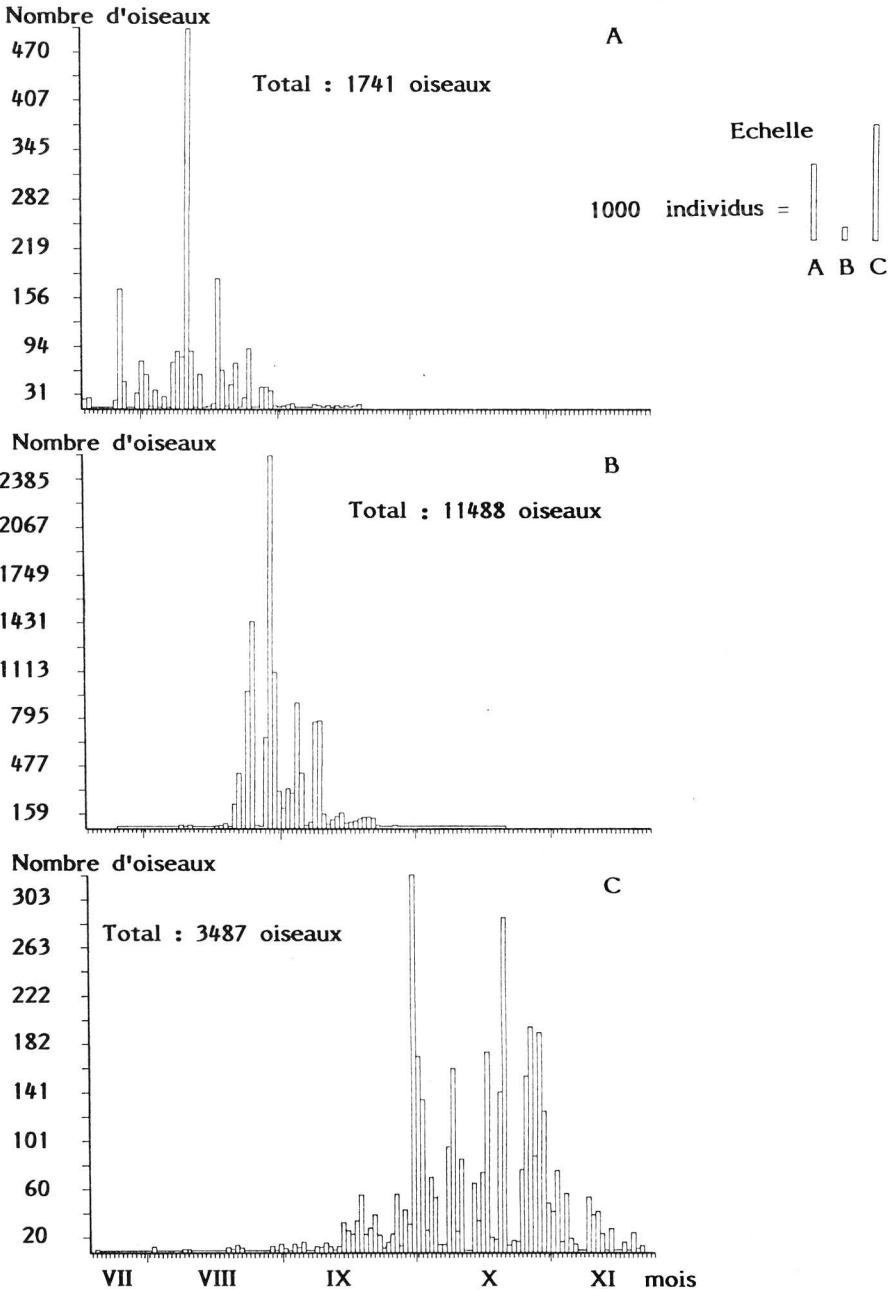 Nombre d'oiseaux
A
470
Total : 1741 oiseaux
407
Echelle
345
282
1000 individus =
219
A B C
156
94
31
Nombre d'oiseaux
B
2385
Total : 11488 oiseaux
2067
1749
1431
1113
795
477
159
Nombre d'oiseaux
C
303
Total : 3487 oiseaux
263
222
182
141
101
60
20
VII VIII IX X XI mois